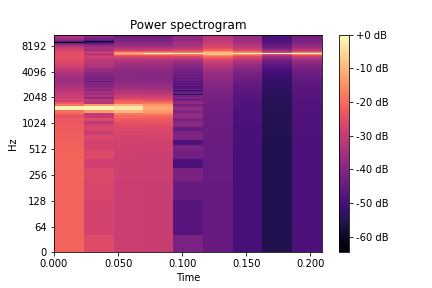 Power spectrogram
8192
4096
2048
1024
512
256
128
64
0
Hz
0.000 0.050 0.100 0.150 0.200
Time
+0 dB
-10 dB
-20 dB
-30 dB
-40 dB
-50 dB
-60 dB